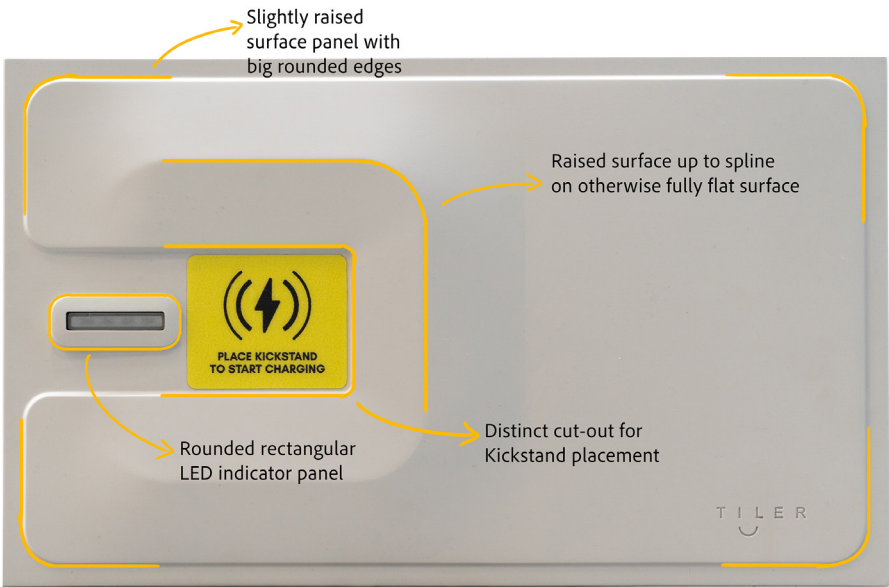 Slightly raised
surface panel with
big rounded edges
Raised surface up to spline
on otherwise fully flat surface
PLACE KICKSTAND
TO START CHARGING
Distinct cut-out for
Kickstand placement
Rounded rectangular
LED indicator panel
TILER